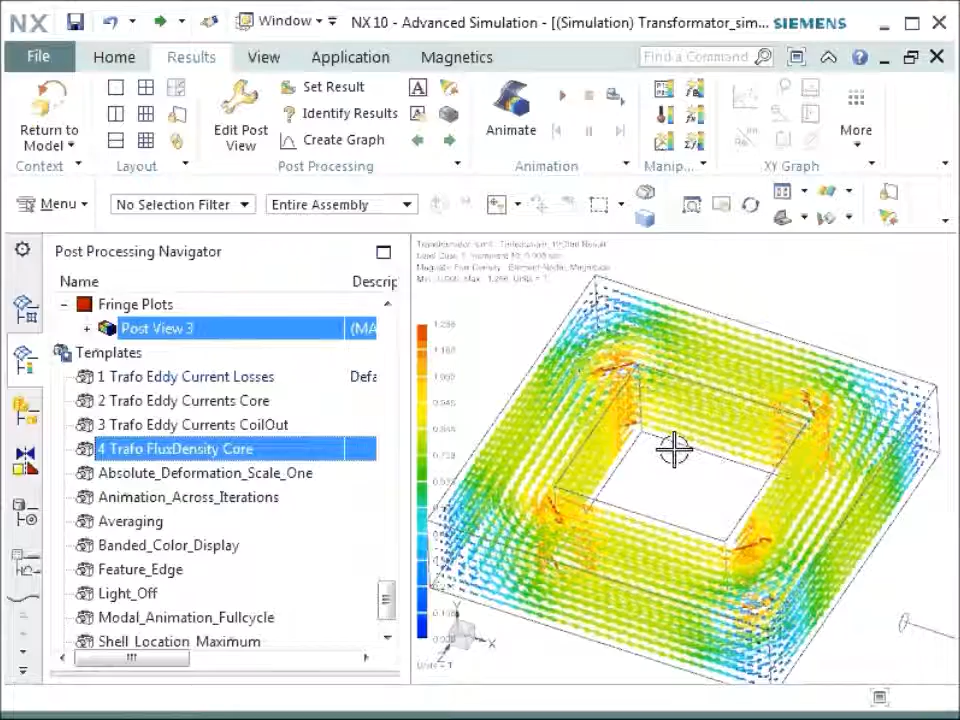 NX Window NX 10 - Advanced Simulation - [(Simulation) Transformator_sim... SIEMENS
File Home Results View Application Magnetics Find a Command
Return to Model
Context
Layout
Edit Post View
Set Result
Identify Results
Create Graph
Post Processing
Animate
Animation
Manip...
XY Graph
More
Menu No Selection Filter Entire Assembly
Post Processing Navigator
Name Descrip
Fringe Plots
Post View 3 (MA
Templates
1 Trafo Eddy Current Losses Defa
2 Trafo Eddy Currents Core
3 Trafo Eddy Currents CoilOut
4 Trafo FluxDensity Core
Absolute_Deformation_Scale_One
Animation_Across_Iterations
Averaging
Banded_Color_Display
Feature_Edge
Light_Off
Modal_Animation_Fullcycle
Shell_Location_Maximum
Y
X
Z